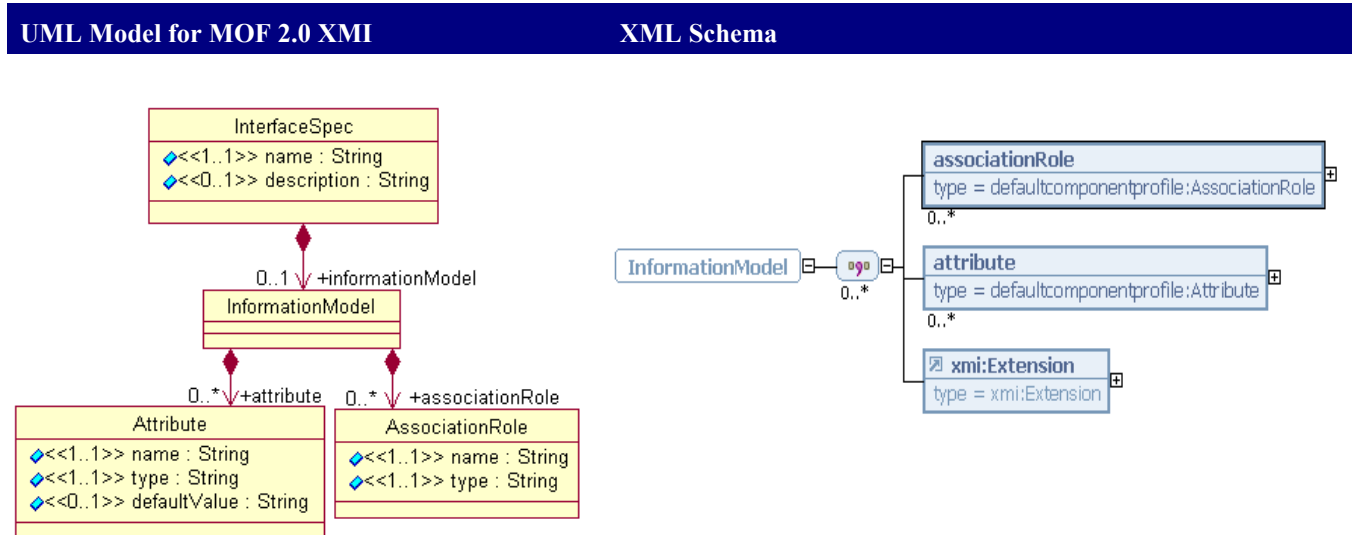 UML Model for MOF 2.0 XMI
XML Schema
InterfaceSpec
<<1..1>> name : String
<<0..1>> description : String
0..1 +informationModel
InformationModel
0..* +attribute
0..* +associationRole
Attribute
<<1..1>> name : String
<<1..1>> type : String
<<0..1>> defaultValue : String
AssociationRole
<<1..1>> name : String
<<1..1>> type : String
InformationModel
0..*
associationRole
type = defaultcomponentprofile:AssociationRole
0..*
attribute
type = defaultcomponentprofile:Attribute
0..*
xmi:Extension
type = xmi:Extension